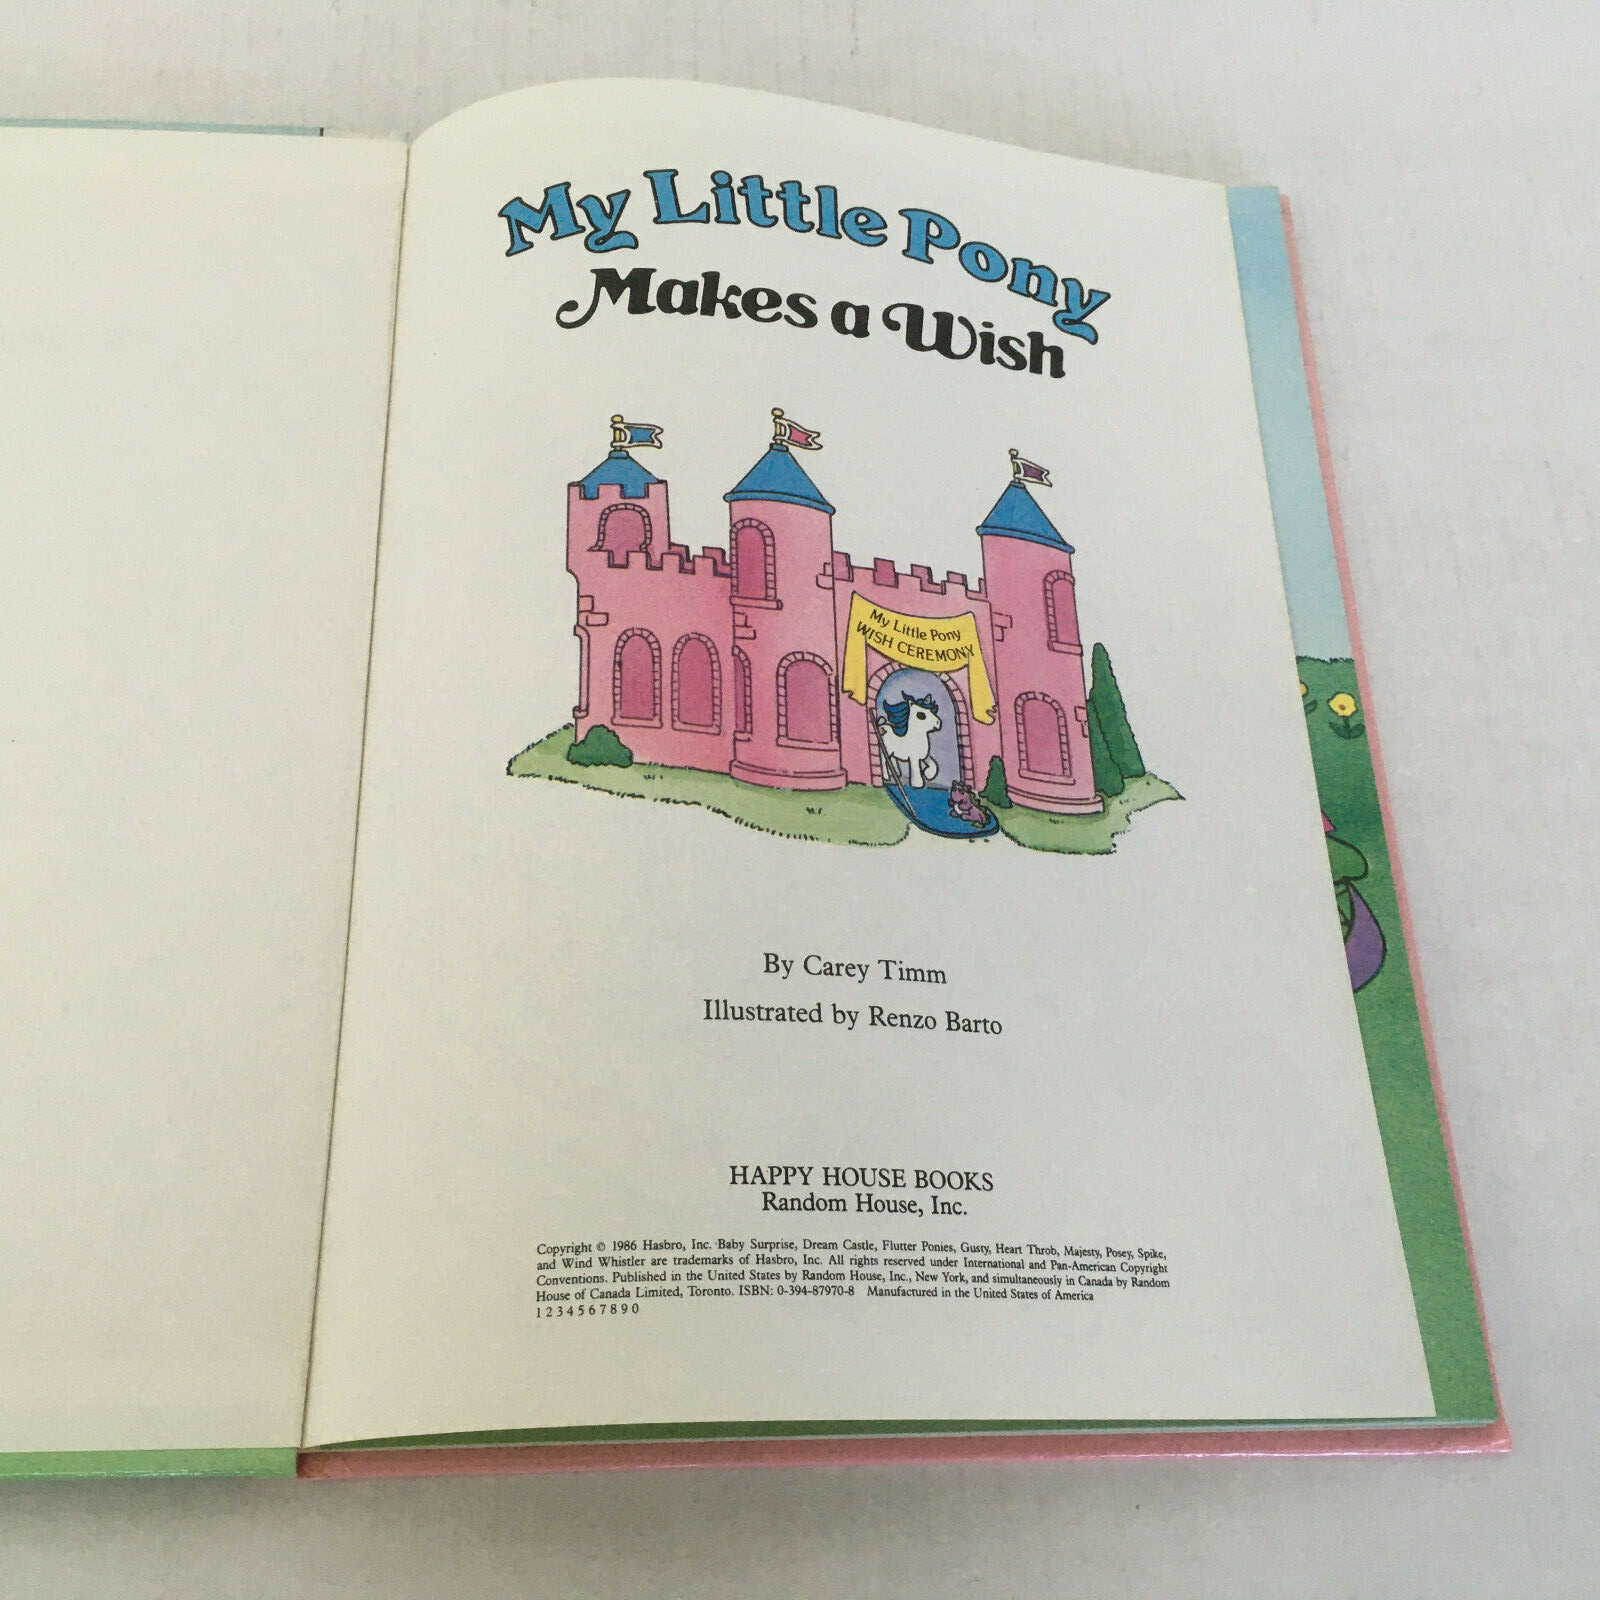 My Little Pony
Makes a Wish
My Little Pony
WISH CEREMONY
By Carey Timm
Illustrated by Renzo Barto
HAPPY HOUSE BOOKS
Random House, Inc.
Copyright © 1986 Hasbro, Inc. Baby Surprise, Dream Castle, Flutter Ponies, Gusty, Heart Throb, Majesty, Posey, Spike,
and Wind Whistler are trademarks of Hasbro, Inc. All rights reserved under International and Pan-American Copyright
Conventions. Published in the United States by Random House, Inc., New York, and simultaneously in Canada by Random
House of Canada Limited, Toronto. ISBN: 0-394-87970-8 Manufactured in the United States of America
1 2 3 4 5 6 7 8 9 0